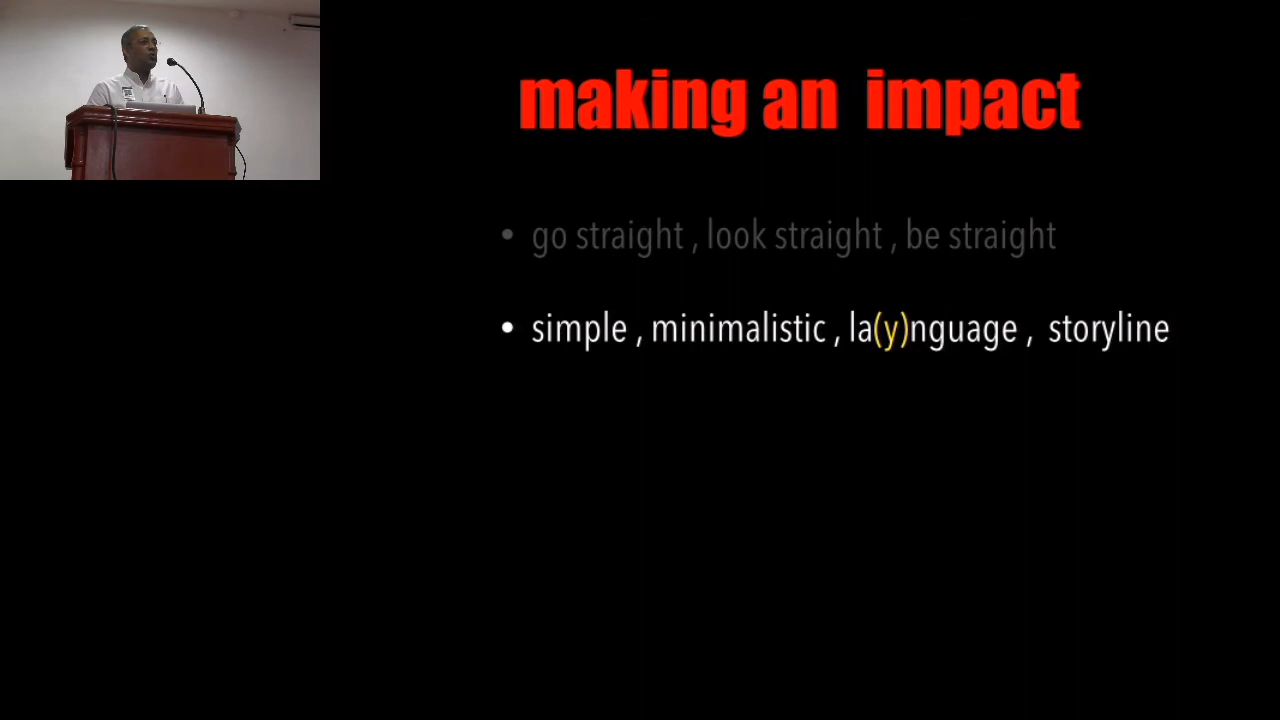 making an impact
• go straight , look straight , be straight
• simple , minimalistic , la(y)nguage , storyline